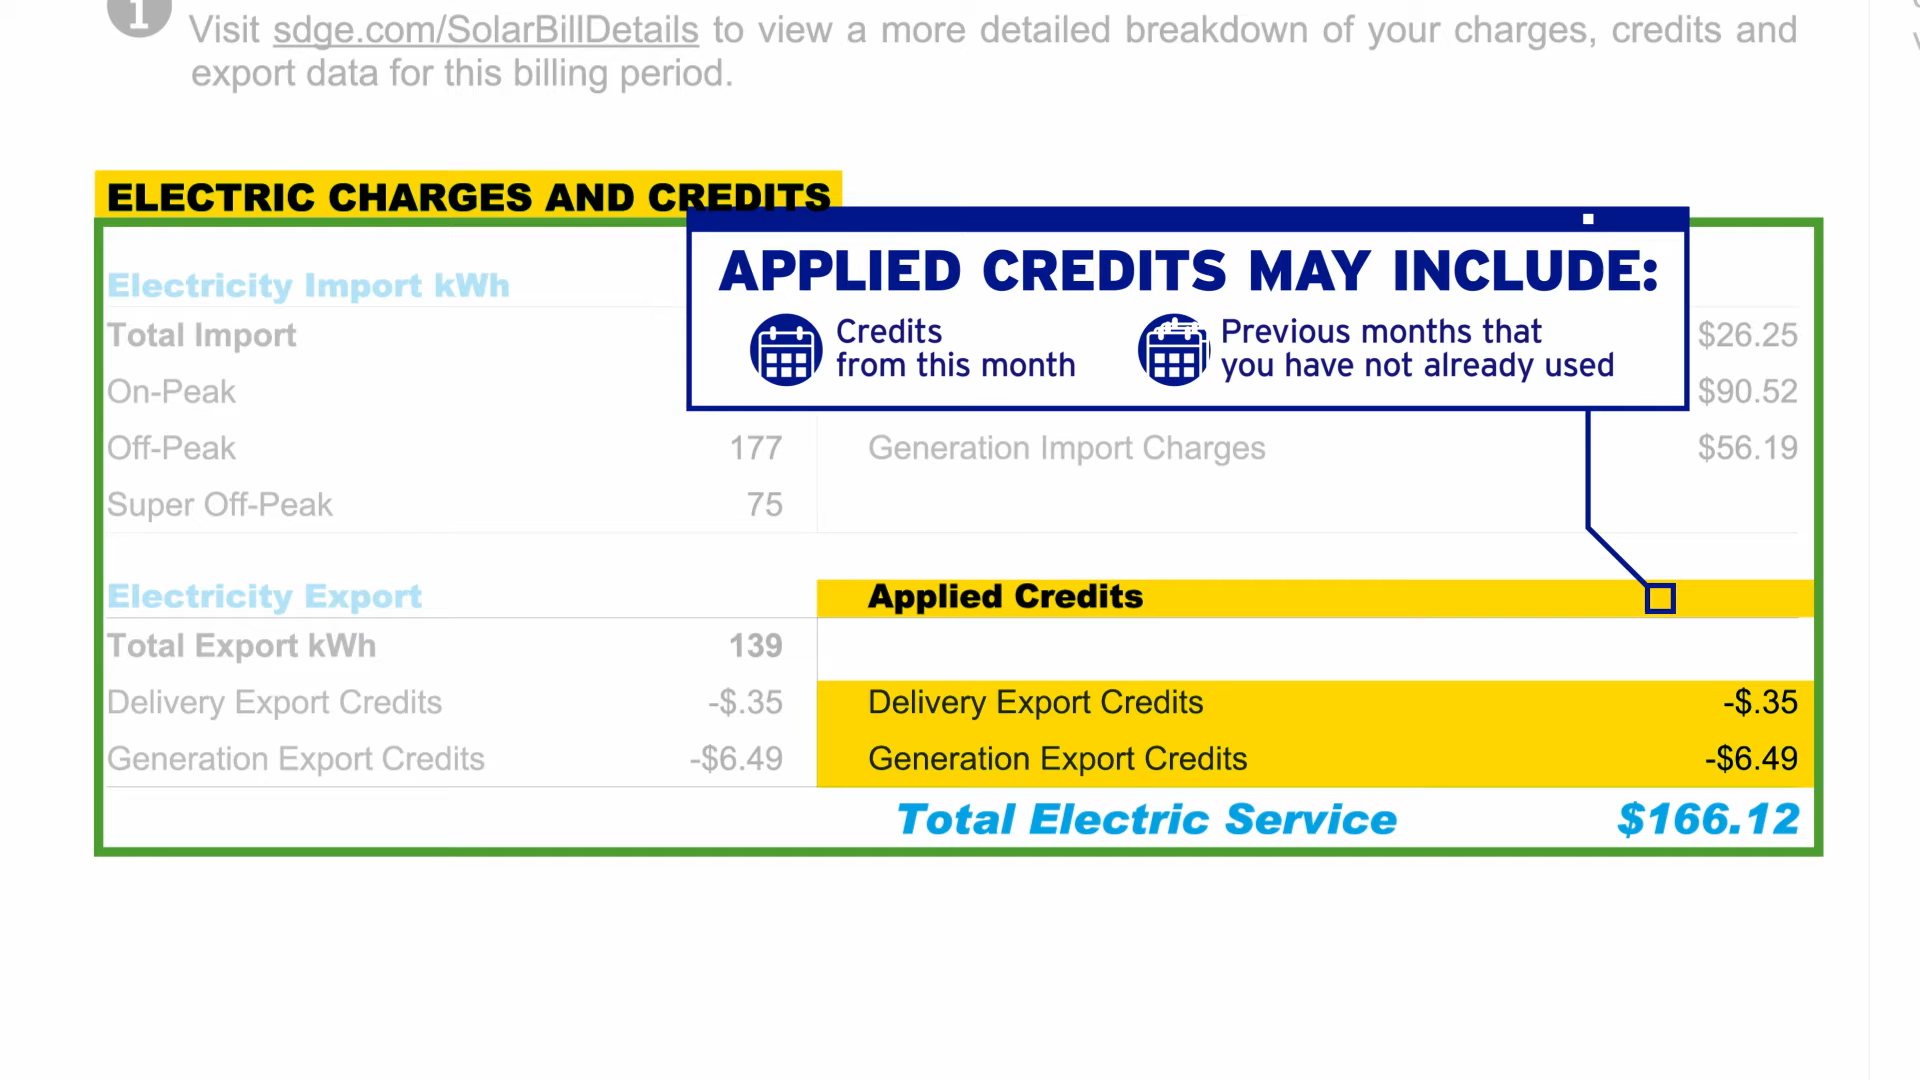 1
Visit sdge.com/SolarBillDetails to view a more detailed breakdown of your charges, credits and
export data for this billing period.
ELECTRIC CHARGES AND CREDITS
APPLIED CREDITS MAY INCLUDE:
Credits
from this month
Previous months that
you have not already used
Electricity Import kWh
Total Import $26.25
On-Peak $90.52
Off-Peak 177 Generation Import Charges $56.19
Super Off-Peak 75
Electricity Export Applied Credits
Total Export kWh 139
Delivery Export Credits -$.35 Delivery Export Credits -$.35
Generation Export Credits -$6.49 Generation Export Credits -$6.49
Total Electric Service $166.12